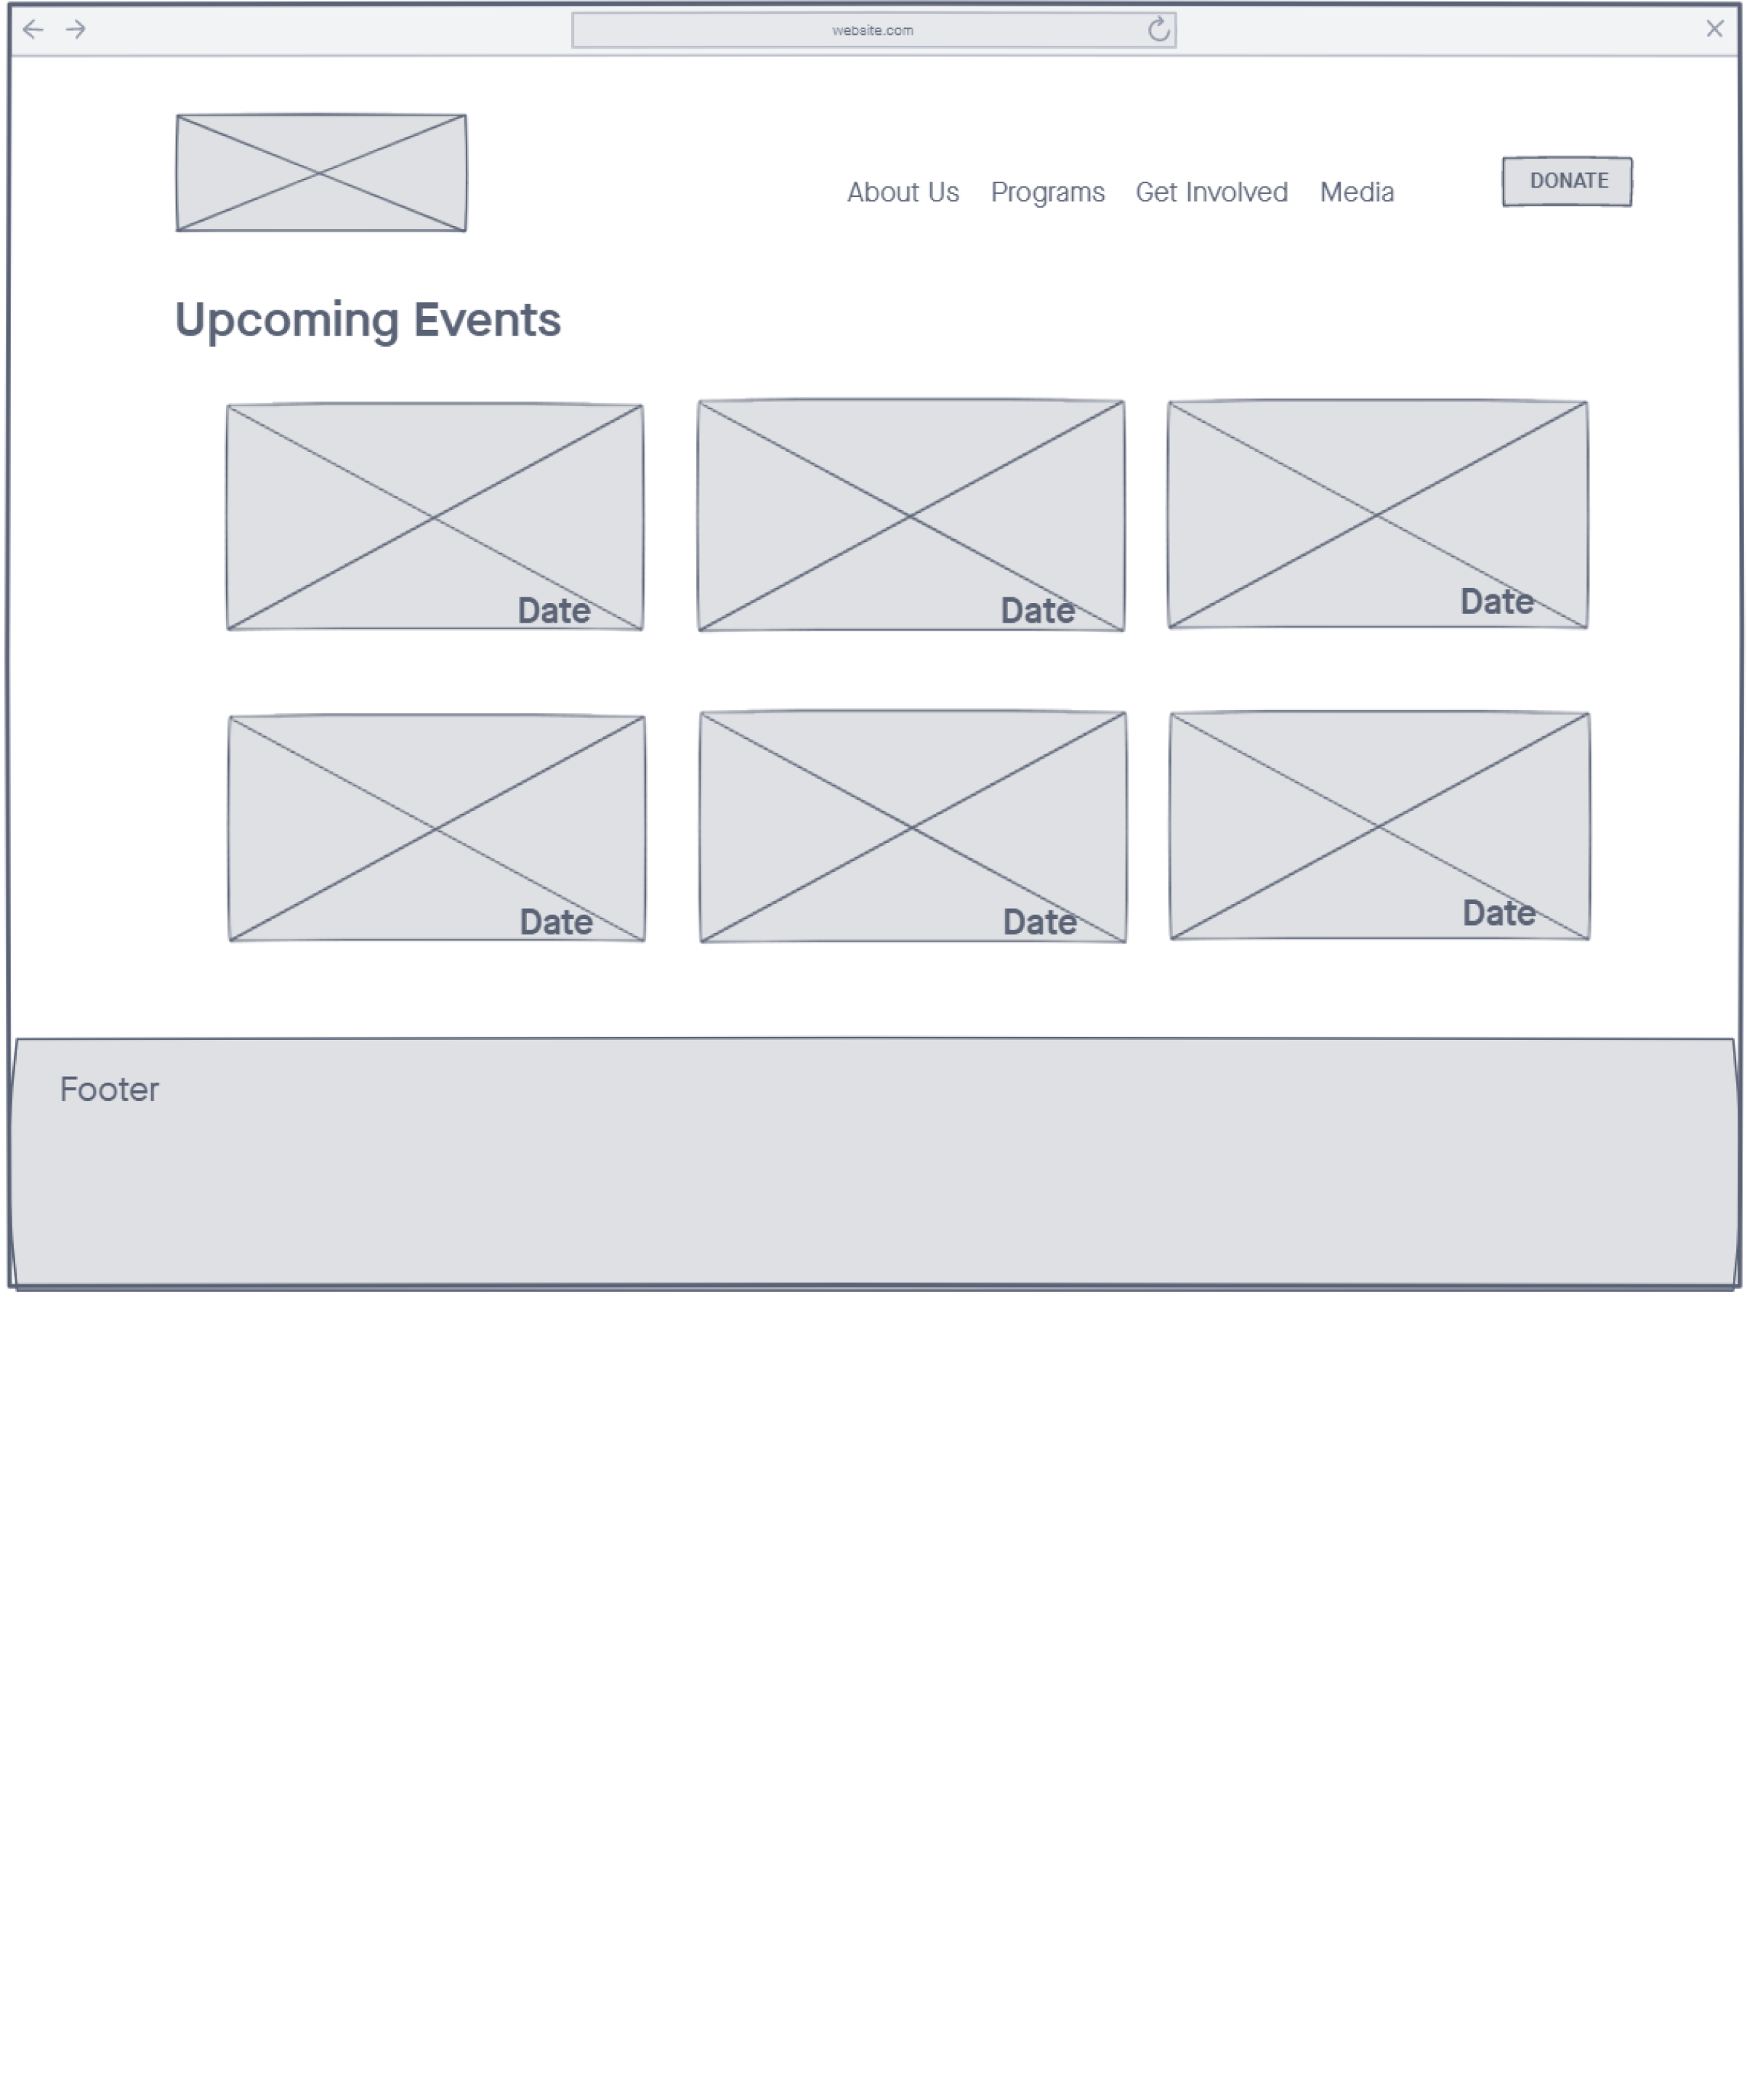 website.com
About Us Programs Get Involved Media DONATE
Upcoming Events
Date Date Date
Date Date Date
Footer